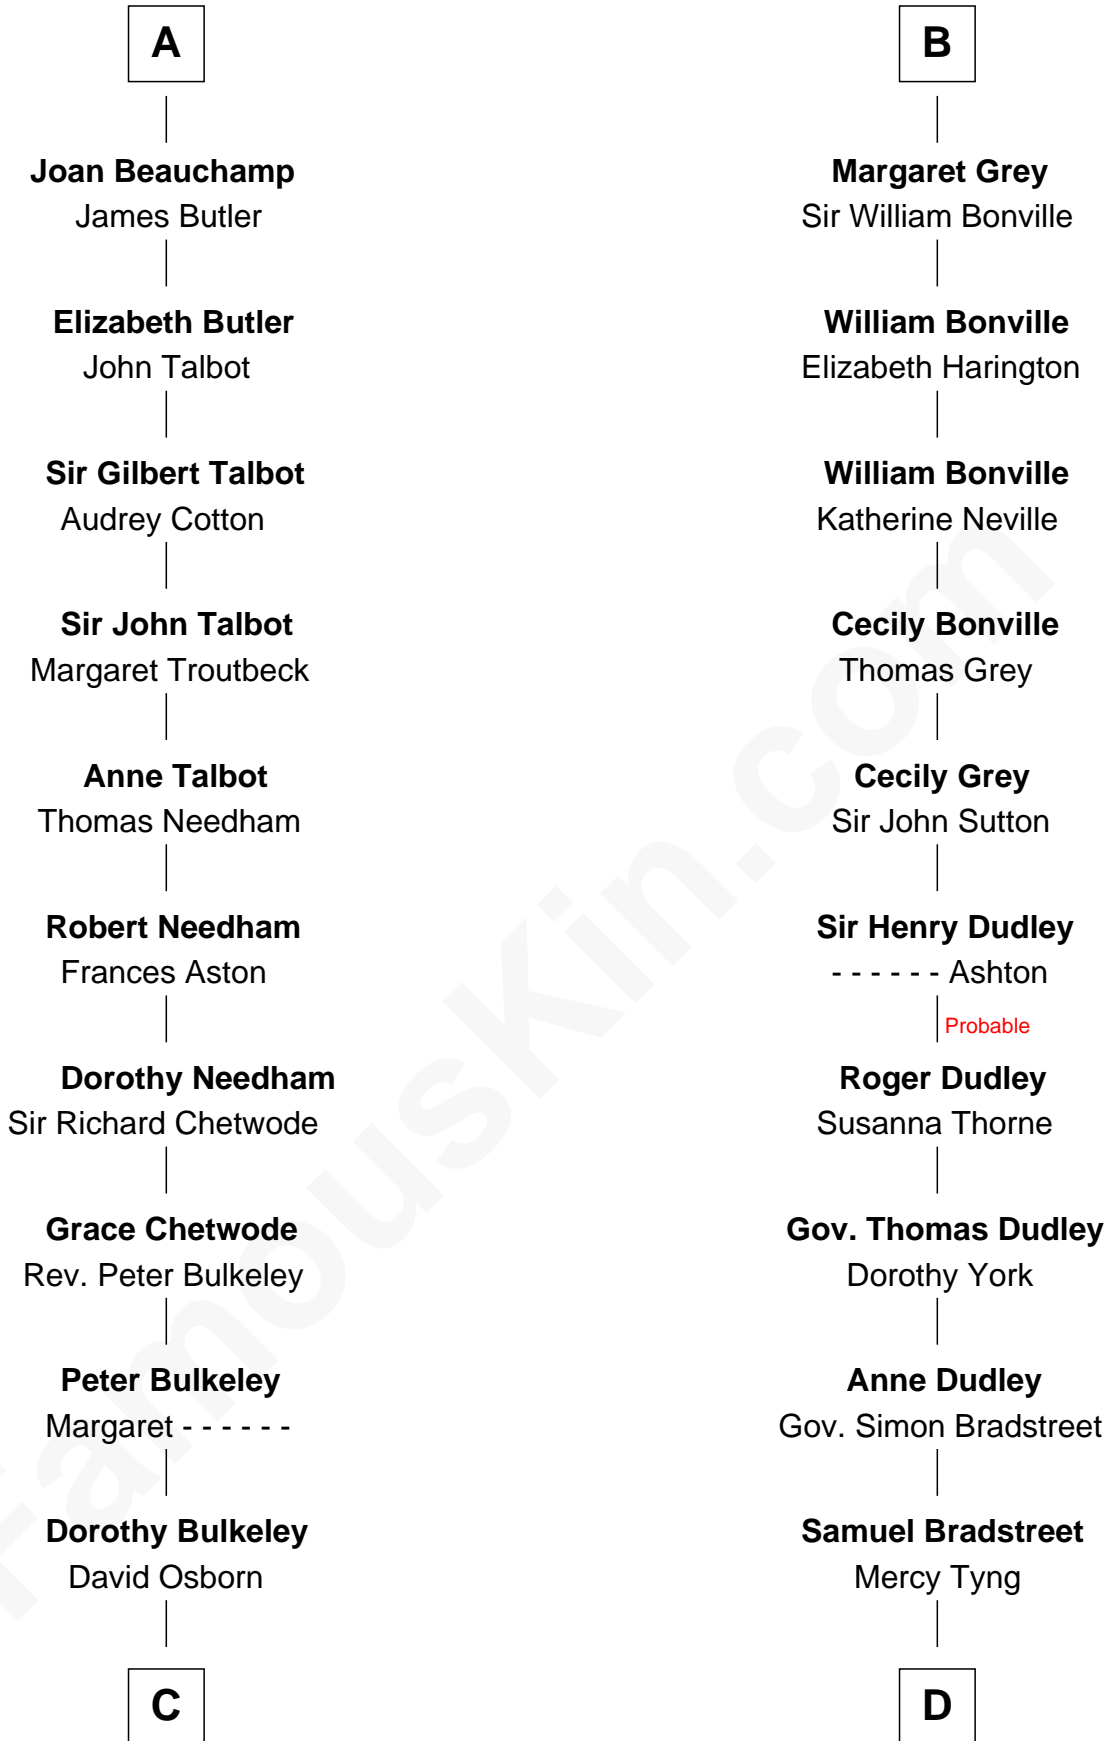 A
Joan Beauchamp
James Butler
Elizabeth Butler
John Talbot
Sir Gilbert Talbot
Audrey Cotton
Sir John Talbot
Margaret Troutbeck
Anne Talbot
Thomas Needham
Robert Needham
Frances Aston
Dorothy Needham
Sir Richard Chetwode
Grace Chetwode
Rev. Peter Bulkeley
Peter Bulkeley
Margaret - - - - - -
Dorothy Bulkeley
David Osborn
C
B
Margaret Grey
Sir William Bonville
William Bonville
Elizabeth Harington
William Bonville
Katherine Neville
Cecily Bonville
Thomas Grey
Cecily Grey
Sir John Sutton
Sir Henry Dudley
- - - - - - Ashton
Probable
Roger Dudley
Susanna Thorne
Gov. Thomas Dudley
Dorothy York
Anne Dudley
Gov. Simon Bradstreet
Samuel Bradstreet
Mercy Tyng
D
FamousKin.com